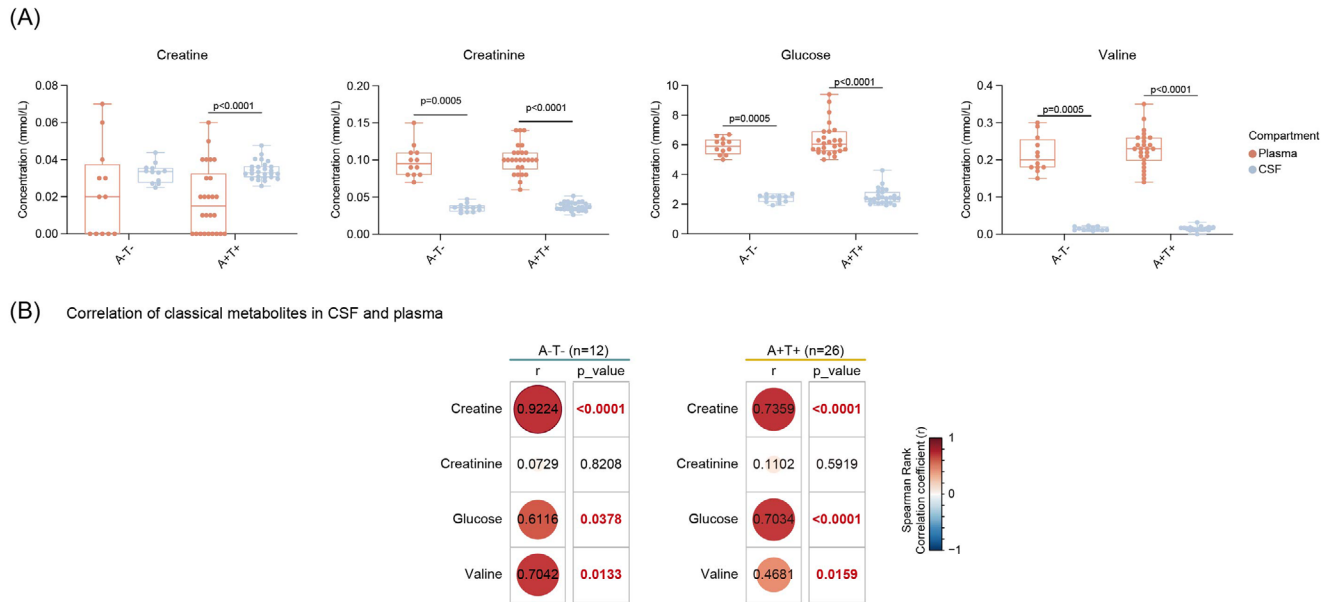 (A)
Creatine
Creatinine
Glucose
Valine
Concentration (mmol/L)
0.08
0.06
0.04
0.02
0.00
p<0.0001
A-T-
A+T+
Concentration (mmol/L)
0.20
0.15
0.10
0.05
0.00
p=0.0005
p<0.0001
A-T-
A+T+
Concentration (mmol/L)
10
8
6
4
2
0
p=0.0005
p<0.0001
A-T-
A+T+
Concentration (mmol/L)
0.4
0.3
0.2
0.1
0.0
p=0.0005
p<0.0001
A-T-
A+T+
Compartment
Plasma
CSF
(B)
Correlation of classical metabolites in CSF and plasma
A-T- (n=12)
r p_value
Creatine 0.9224 <0.0001
Creatinine 0.0729 0.8208
Glucose 0.6116 0.0378
Valine 0.7042 0.0133
A+T+ (n=26)
r p_value
Creatine 0.7359 <0.0001
Creatinine 0.1102 0.5919
Glucose 0.7034 <0.0001
Valine 0.4681 0.0159
Spearman Rank
Correlation coefficient (r)
1
0
−1